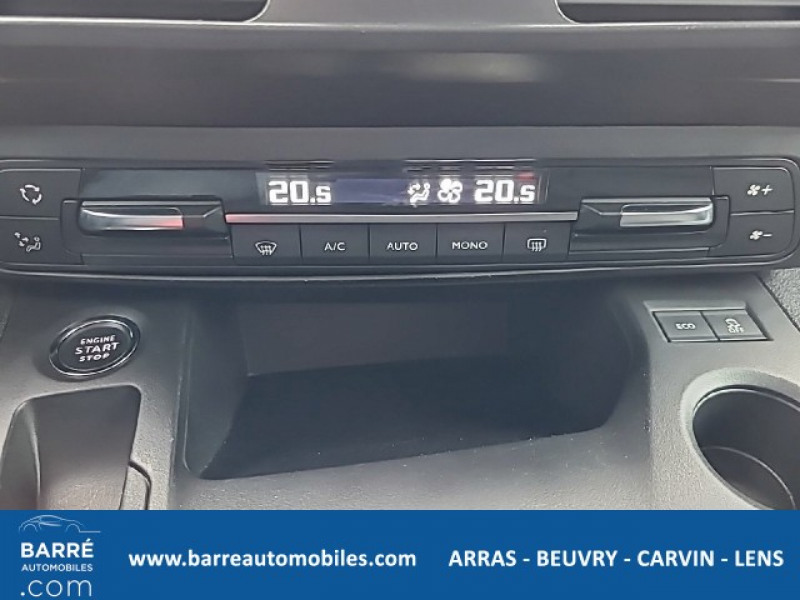 20.5 20.5
A/C AUTO MONO
ENGINE
START
STOP
ECO OFF
BARRÉ
AUTOMOBILES
.com
www.barreautomobiles.com ARRAS - BEUVRY - CARVIN - LENS